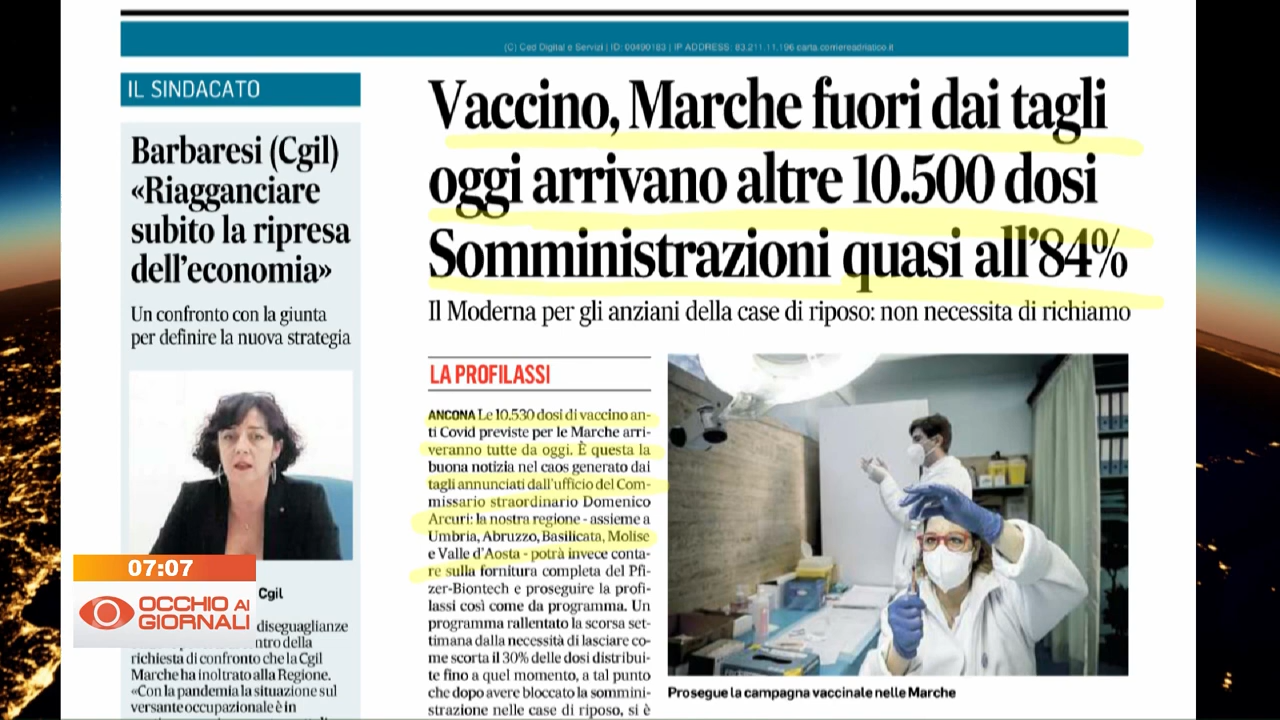 (C) Ced Digital e Servizi | ID: 00490183 | IP ADDRESS: 83.211.11.196 carta.corriereadriatico.it
IL SINDACATO
Barbaresi (Cgil)
«Riagganciare
subito la ripresa
dell'economia»
Un confronto con la giunta
per definire la nuova strategia
Cgil
diseguaglianze
ntro della
richiesta di confronto che la Cgil
Marche ha inoltrato alla Regione.
«Con la pandemia la situazione sul
versante occupazionale è in
Vaccino, Marche fuori dai tagli
oggi arrivano altre 10.500 dosi
Somministrazioni quasi all'84%
Il Moderna per gli anziani della case di riposo: non necessita di richiamo
LA PROFILASSI
ANCONA Le 10.530 dosi di vaccino an-
ti Covid previste per le Marche arri-
veranno tutte da oggi. È questa la
buona notizia nel caos generato dai
tagli annunciati dall'ufficio del Com-
missario straordinario Domenico
Arcuri: la nostra regione - assieme a
Umbria, Abruzzo, Basilicata, Molise
e Valle d'Aosta - potrà invece conta-
re sulla fornitura completa del Pfi-
zer-Biontech e proseguire la profi-
lassi così come da programma. Un
programma rallentato la scorsa set-
timana dalla necessità di lasciare co-
me scorta il 30% delle dosi distribui-
te fino a quel momento, a tal punto
che dopo avere bloccato la sommini-
strazione nelle case di riposo, si è
Prosegue la campagna vaccinale nelle Marche
07:07
OCCHIO AI
GIORNALI